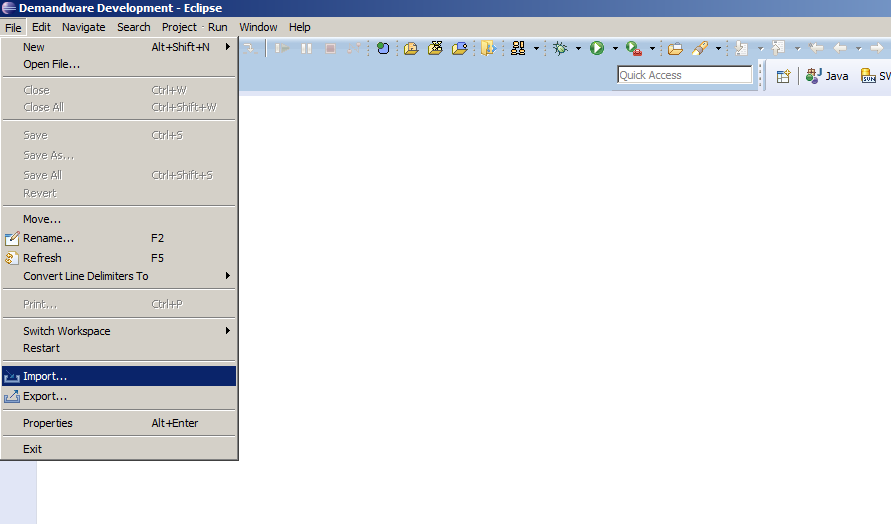 Demandware Development - Eclipse
File Edit Navigate Search Project Run Window Help
New Alt+Shift+N
Open File...
Close Ctrl+W
Close All Ctrl+Shift+W
Save Ctrl+S
Save As...
Save All Ctrl+Shift+S
Revert
Move...
Rename... F2
Refresh F5
Convert Line Delimiters To
Print... Ctrl+P
Switch Workspace
Restart
Import...
Export...
Properties Alt+Enter
Exit
Quick Access
Java
SVN SV